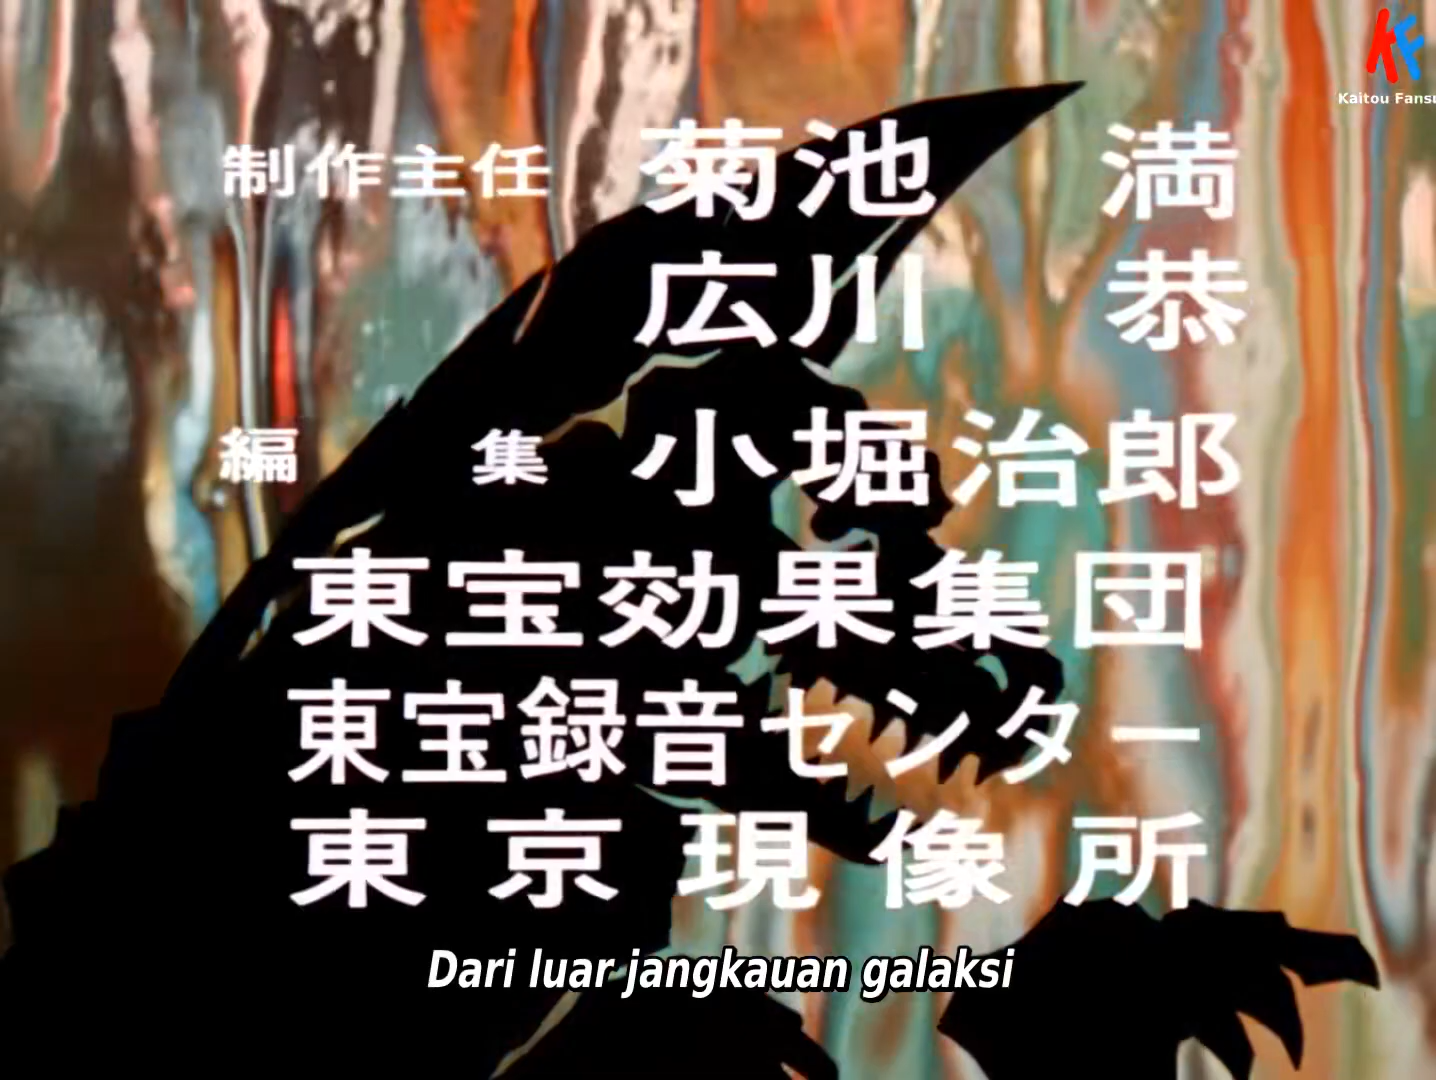 KF
Kaitou Fansu
制作主任 菊池 満
広川 恭
編集 小堀治郎
東宝効果集団
東宝録音センター
東京現像所
Dari luar jangkauan galaksi